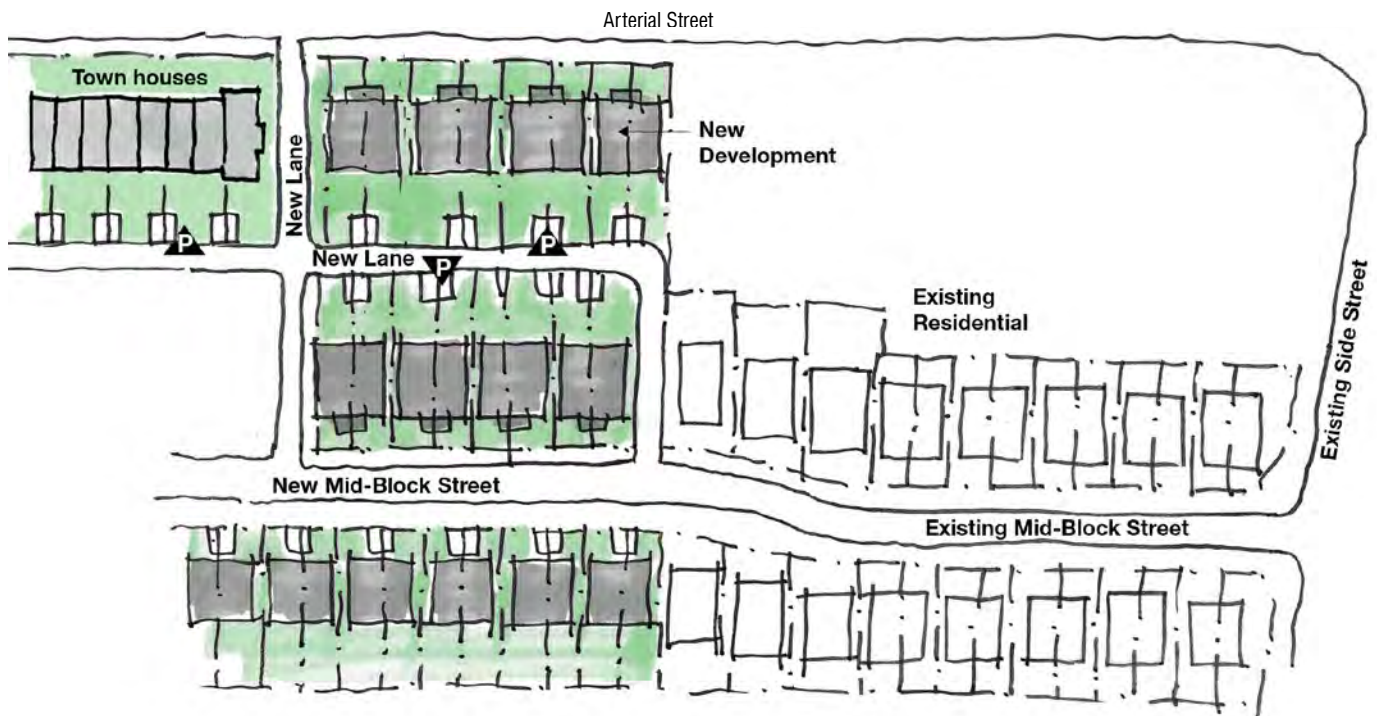 Arterial Street
Town houses
New Lane
New
Development
P
New Lane
P
P
Existing
Residential
Existing Side Street
New Mid-Block Street
Existing Mid-Block Street